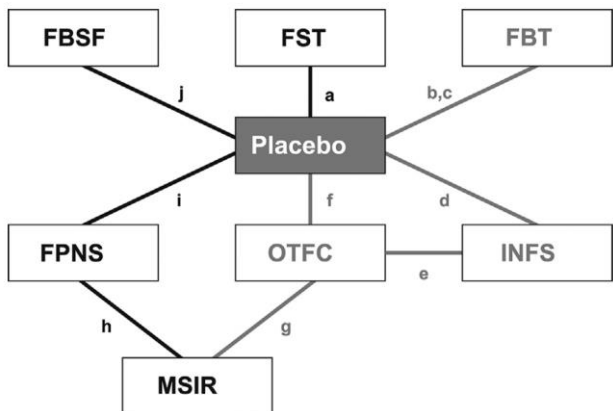 FBSF FST FBT
j a b,c
Placebo
i f d
FPNS OTFC INFS
e
h g
MSIR